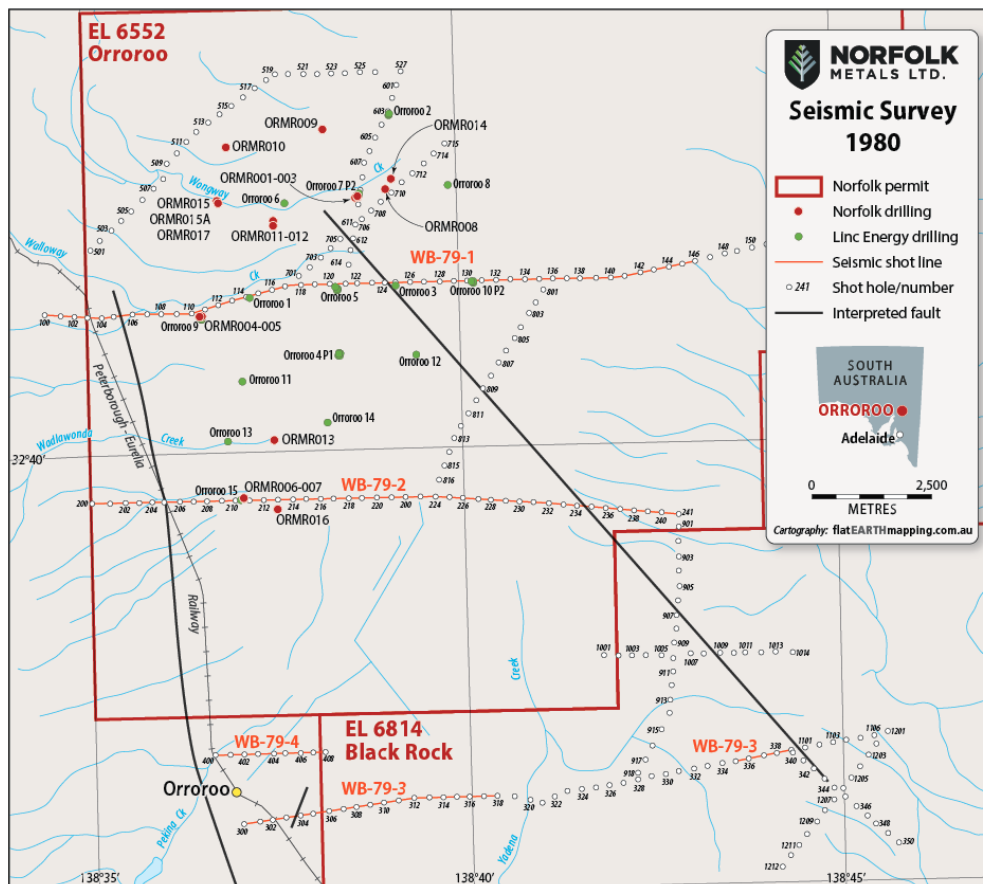 EL 6552
Orroroo
NORFOLK
METALS LTD.
Seismic Survey
1980
Norfolk permit
Norfolk drilling
Linc Energy drilling
Seismic shot line
241 Shot hole/number
Interpreted fault
SOUTH
AUSTRALIA
ORROROO
Adelaide
0 2,500
METRES
Cartography: flatEARTHmapping.com.au
519 521 523 525 527
517 601
515 603 Orroroo 2
513 ORMR009 ORMR014
511 ORMR010 605 715
509 714
607 Ck 712
ORMR001-003
507 Wongway Orroroo 7 P2 710 Orroroo 8
ORMR015 Orroroo 6 708
505 ORMR015A 611 706 ORMR008
503 ORMR017 ORMR011-012 705 612
501 703 614 WB-79-1
Walloway Ck 701
100 104 106 108 110 112 114 116 118 120 122 124 126 128 130 132 134 136 138 140 142 144 146 148 150
Orroroo 1 Orroroo 5 Orroroo 3 Orroroo 10 P2 801
Orroroo 9 ORMR004-005 803
805
Orroroo 4 P1 Orroroo 12 807
Orroroo 11 809
Peterborough - Eurelia
Railway
811
Orroroo 14
Orroroo 13 ORMR013 813
Wadlawonda Creek
32°40'
815
816
Orroroo 15 ORMR006-007 WB-79-2
200 202 204 206 208 210 212 214 216 218 200 220 224 226 228 230 232 234 236 238 240 241
ORMR016
901
903
905
907
909
1001 1003 1005 1007 1009 1011 1013 1014
911
913
915
917
918
Creek
Yadena
EL 6814
Black Rock
WB-79-4
400 402 404 406 408
Orroroo
Pekina Ck
WB-79-3
300 302 304 306 308 310 312 314 316 318 320 322 324 326 328 330 332 334 336 338 340 342 344 346 348 350
WB-79-3
1101 1103 1106 1201
1203
1205
1207
1209
1211
1212
138°35' 138°40' 138°45'